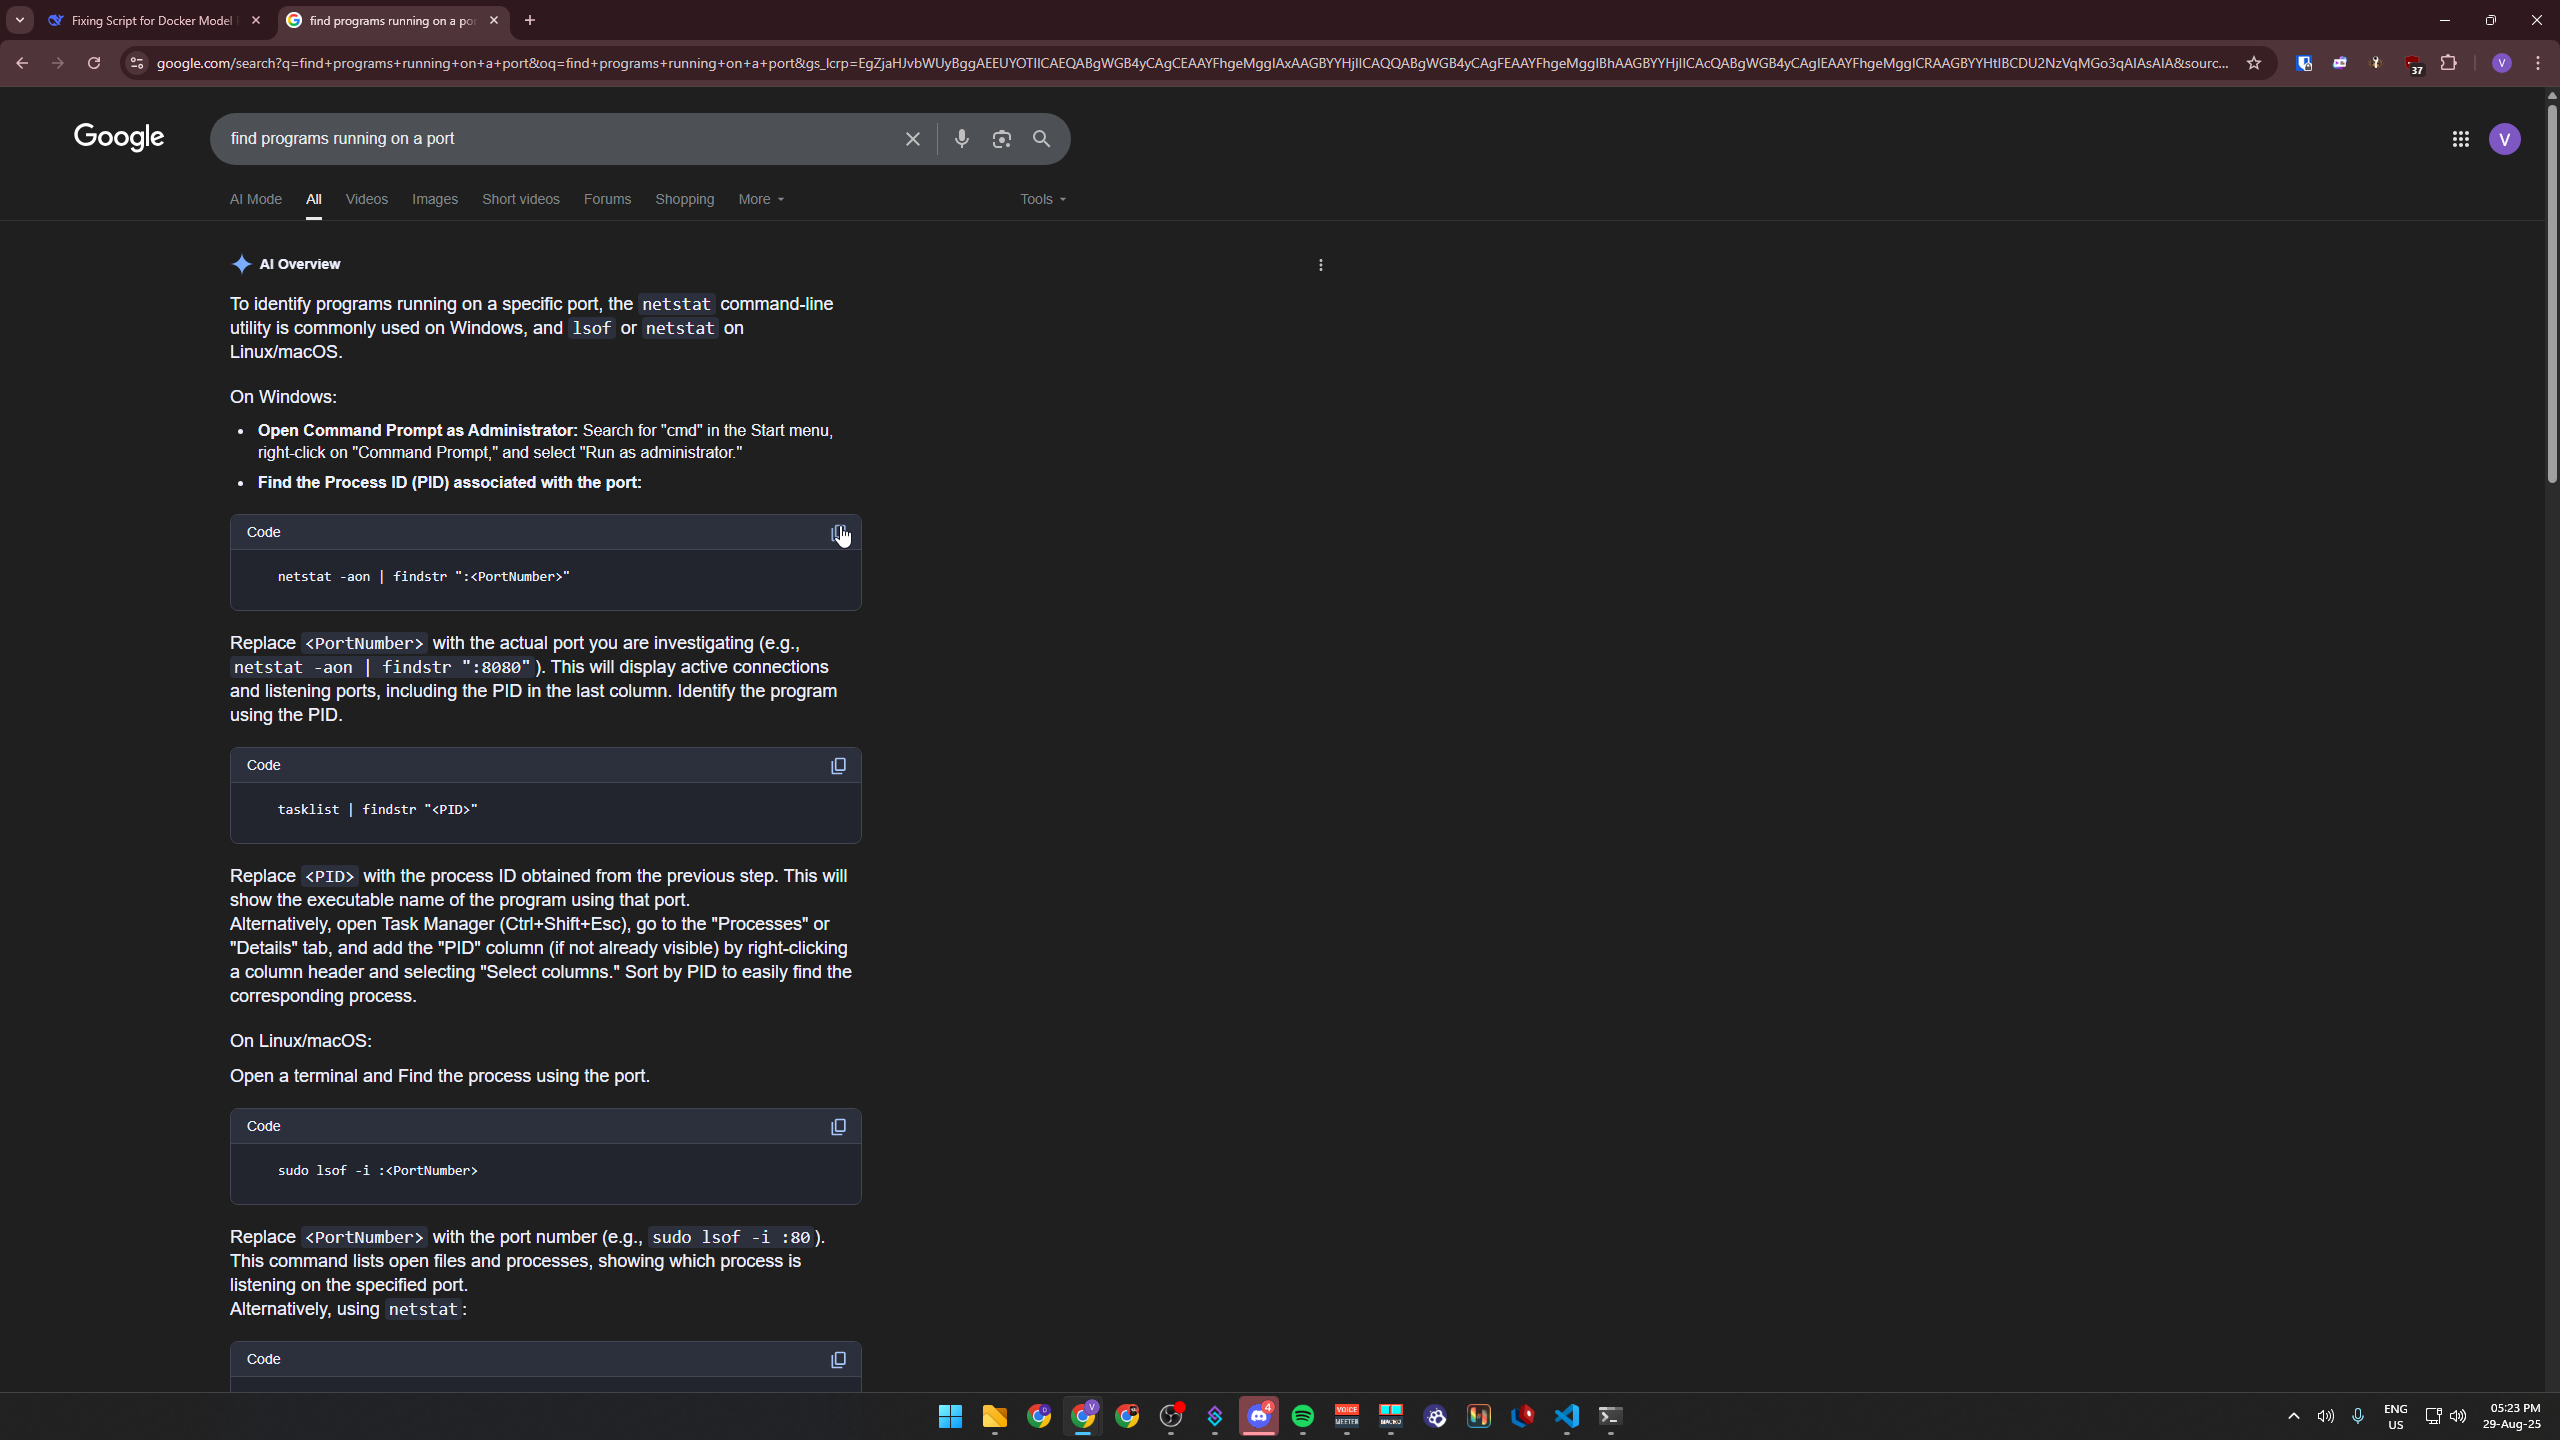 Fixing Script for Docker Model
find programs running on a po
google.com/search?q=find+programs+running+on+a+port&oq=find+programs+running+on+a+port&gs_lcrp=
37
V
Google
find programs running on a port
V
AI Mode
All
Videos
Images
Short videos
Forums
Shopping
More
Tools
AI Overview
To identify programs running on a specific port, the netstat command-line
utility is commonly used on Windows, and lsof or netstat on
Linux/macOS.
On Windows:
• Open Command Prompt as Administrator: Search for "cmd" in the Start menu,
right-click on "Command Prompt," and select "Run as administrator."
• Find the Process ID (PID) associated with the port:
Code
netstat -aon | findstr ":<PortNumber>"
Replace <PortNumber> with the actual port you are investigating (e.g.,
netstat -aon | findstr ":8080"). This will display active connections
and listening ports, including the PID in the last column. Identify the program
using the PID.
Code
tasklist | findstr "<PID>"
Replace <PID> with the process ID obtained from the previous step. This will
show the executable name of the program using that port.
Alternatively, open Task Manager (Ctrl+Shift+Esc), go to the "Processes" or
"Details" tab, and add the "PID" column (if not already visible) by right-clicking
a column header and selecting "Select columns." Sort by PID to easily find the
corresponding process.
On Linux/macOS:
Open a terminal and Find the process using the port.
Code
sudo lsof -i :<PortNumber>
Replace <PortNumber> with the port number (e.g., sudo lsof -i :80).
This command lists open files and processes, showing which process is
listening on the specified port.
Alternatively, using netstat:
Code
V
4
VOICE
MEETER
MACRO
ENG
US
05:23 PM
29-Aug-25